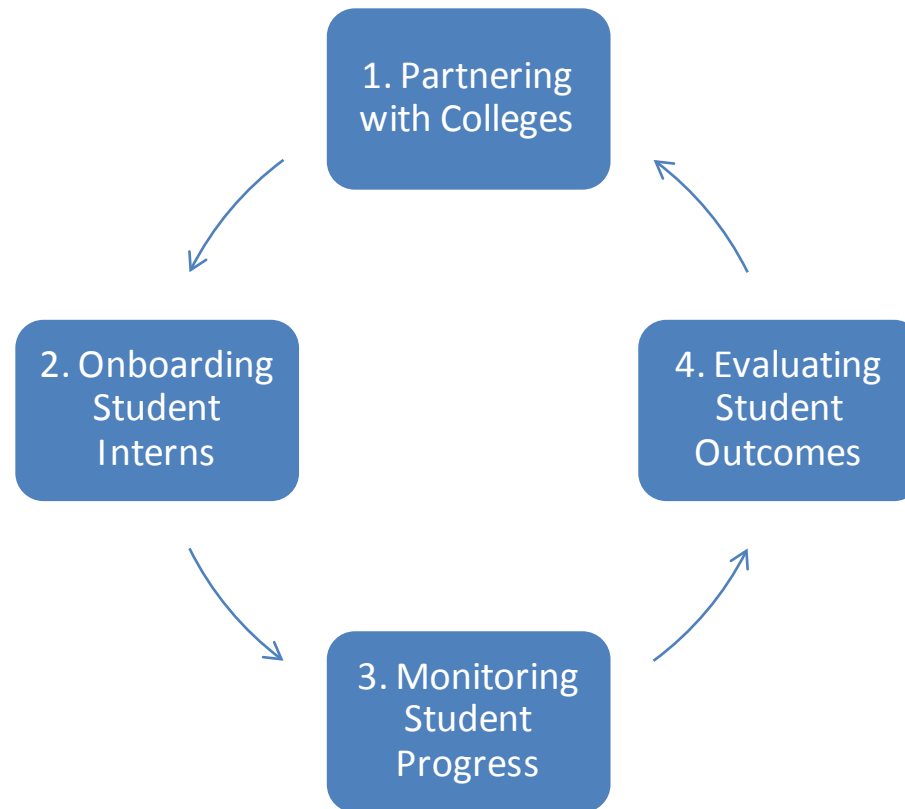 1. Partnering
with Colleges
2. Onboarding
Student
Interns
3. Monitoring
Student
Progress
4. Evaluating
Student
Outcomes